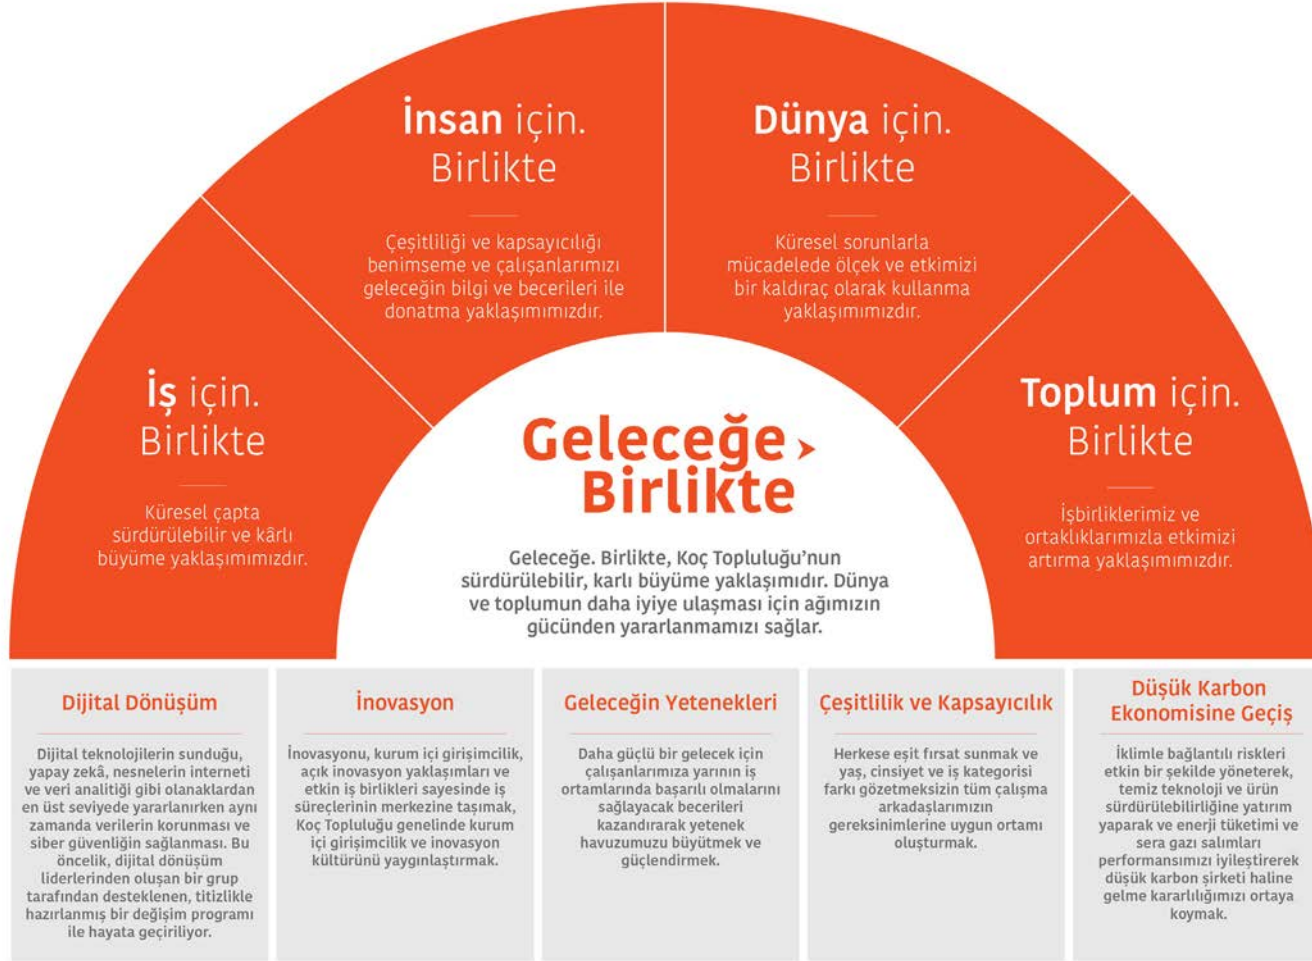 İnsan için.
Birlikte
Çeşitliliği ve kapsayıcılığı
benimseme ve çalışanlarımızı
geleceğin bilgi ve becerileri ile
donatma yaklaşımımızdır.
Dünya için.
Birlikte
Küresel sorunlarla
mücadelede ölçek ve etkimizi
bir kaldıraç olarak kullanma
yaklaşımımızdır.
İş için.
Birlikte
Küresel çapta
sürdürülebilir ve kârlı
büyüme yaklaşımımızdır.
Toplum için.
Birlikte
İşbirliklerimiz ve
ortaklıklarımızla etkimizi
artırma yaklaşımımızdır.
Geleceğe
Birlikte
Geleceğe. Birlikte, Koç Topluluğu’nun
sürdürülebilir, karlı büyüme yaklaşımıdır. Dünya
ve toplumun daha iyiye ulaşması için ağımızın
gücünden yararlanmamızı sağlar.
Dijital Dönüşüm
Dijital teknolojilerin sunduğu,
yapay zekâ, nesnelerin interneti
ve veri analitiği gibi olanaklardan
en üst seviyede yararlanırken aynı
zamanda verilerin korunması ve
siber güvenliğin sağlanması. Bu
öncelik, dijital dönüşüm
liderlerinden oluşan bir grup
tarafından desteklenen, titizlikle
hazırlanmış bir değişim programı
ile hayata geçiriliyor.
İnovasyon
İnovasyonu, kurum içi girişimcilik,
açık inovasyon yaklaşımları ve
etkin iş birlikleri sayesinde iş
süreçlerinin merkezine taşımak,
Koç Topluluğu genelinde kurum
içi girişimcilik ve inovasyon
kültürünü yaygınlaştırmak.
Geleceğin Yetenekleri
Daha güçlü bir gelecek için
çalışanlarımıza yarının iş
ortamlarında başarılı olmalarını
sağlayacak becerileri
kazandırarak yetenek
havuzumuzu büyütmek ve
güçlendirmek.
Çeşitlilik ve Kapsayıcılık
Herkese eşit fırsat sunmak ve
yaş, cinsiyet ve iş kategorisi
farkı gözetmeksizin tüm çalışma
arkadaşlarımızın
gereksinimlerine uygun ortamı
oluşturmak.
Düşük Karbon
Ekonomisine Geçiş
İklimle bağlantılı riskleri
etkin bir şekilde yöneterek,
temiz teknoloji ve ürün
sürdürülebilirliğine yatırım
yaparak ve enerji tüketimi ve
sera gazı salımları
performansımızı iyileştirerek
düşük karbon şirketi haline
gelme kararlılığımızı ortaya
koymak.